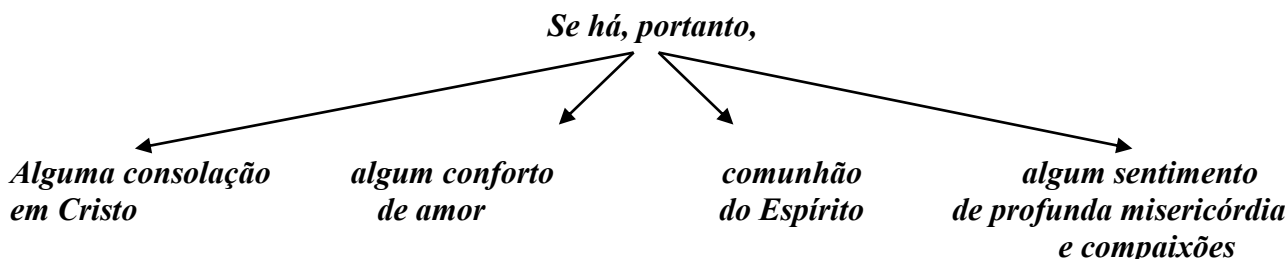 Se há, portanto,
Alguma consolação
em Cristo
algum conforto
de amor
comunhão
do Espírito
algum sentimento
de profunda misericórdia
e compaixões